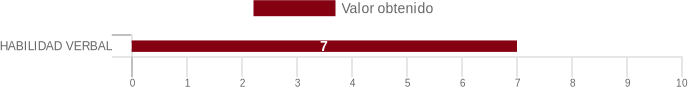 Valor obtenido
HABILIDAD VERBAL 7
0 1 2 3 4 5 6 7 8 9 10